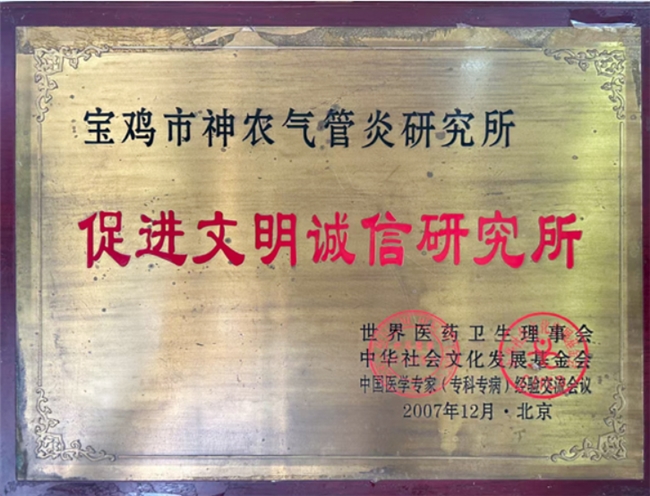 宝鸡市神农气管炎研究所
促进文明诚信研究所
世界医药卫生理事会
中华社会文化发展基金会
中国医学专家（专科专病）经验交流会议
2007年12月·北京